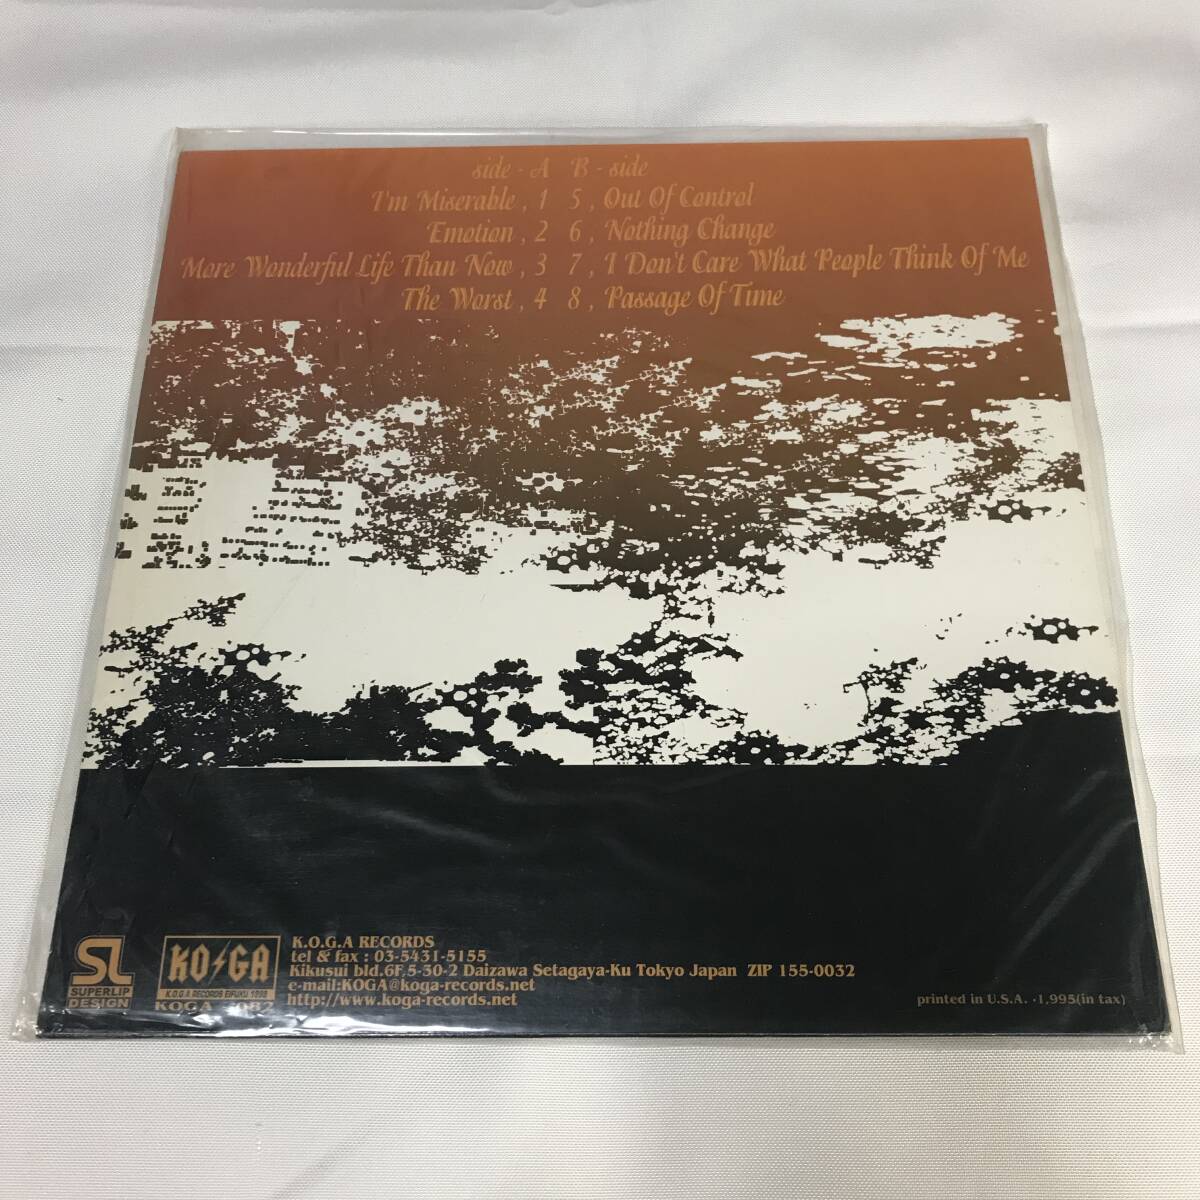 side - A B - side
I'm Miserable , 1 5 , Out Of Control
Emotion , 2 6 , Nothing Change
More Wonderful Life Than Now , 3 7 , I Don't Care What People Think Of Me
The Worst , 4 8 , Passage Of Time
SL
SUPERLIP
DESIGN
KO GA
K.O.G.A RECORDS EIFUKU 1998
KOGA
K.O.G.A RECORDS
tel & fax : 03-5431-5155
Kikusui bld.6F,5-30-2 Daizawa Setagaya-Ku Tokyo Japan ZIP 155-0032
e-mail:KOGA@koga-records.net
http://www.koga-records.net
printed in U.S.A. ·1,995(in tax)